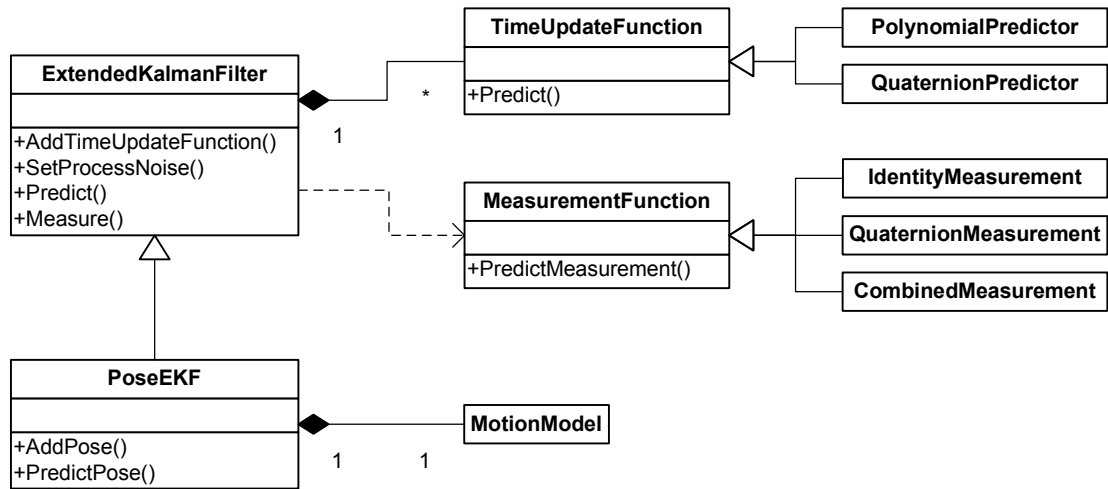 TimeUpdateFunction
+Predict()
PolynomialPredictor
QuaternionPredictor
ExtendedKalmanFilter
+AddTimeUpdateFunction()
+SetProcessNoise()
+Predict()
+Measure()
*
1
MeasurementFunction
+PredictMeasurement()
IdentityMeasurement
QuaternionMeasurement
CombinedMeasurement
PoseEKF
+AddPose()
+PredictPose()
MotionModel
1
1